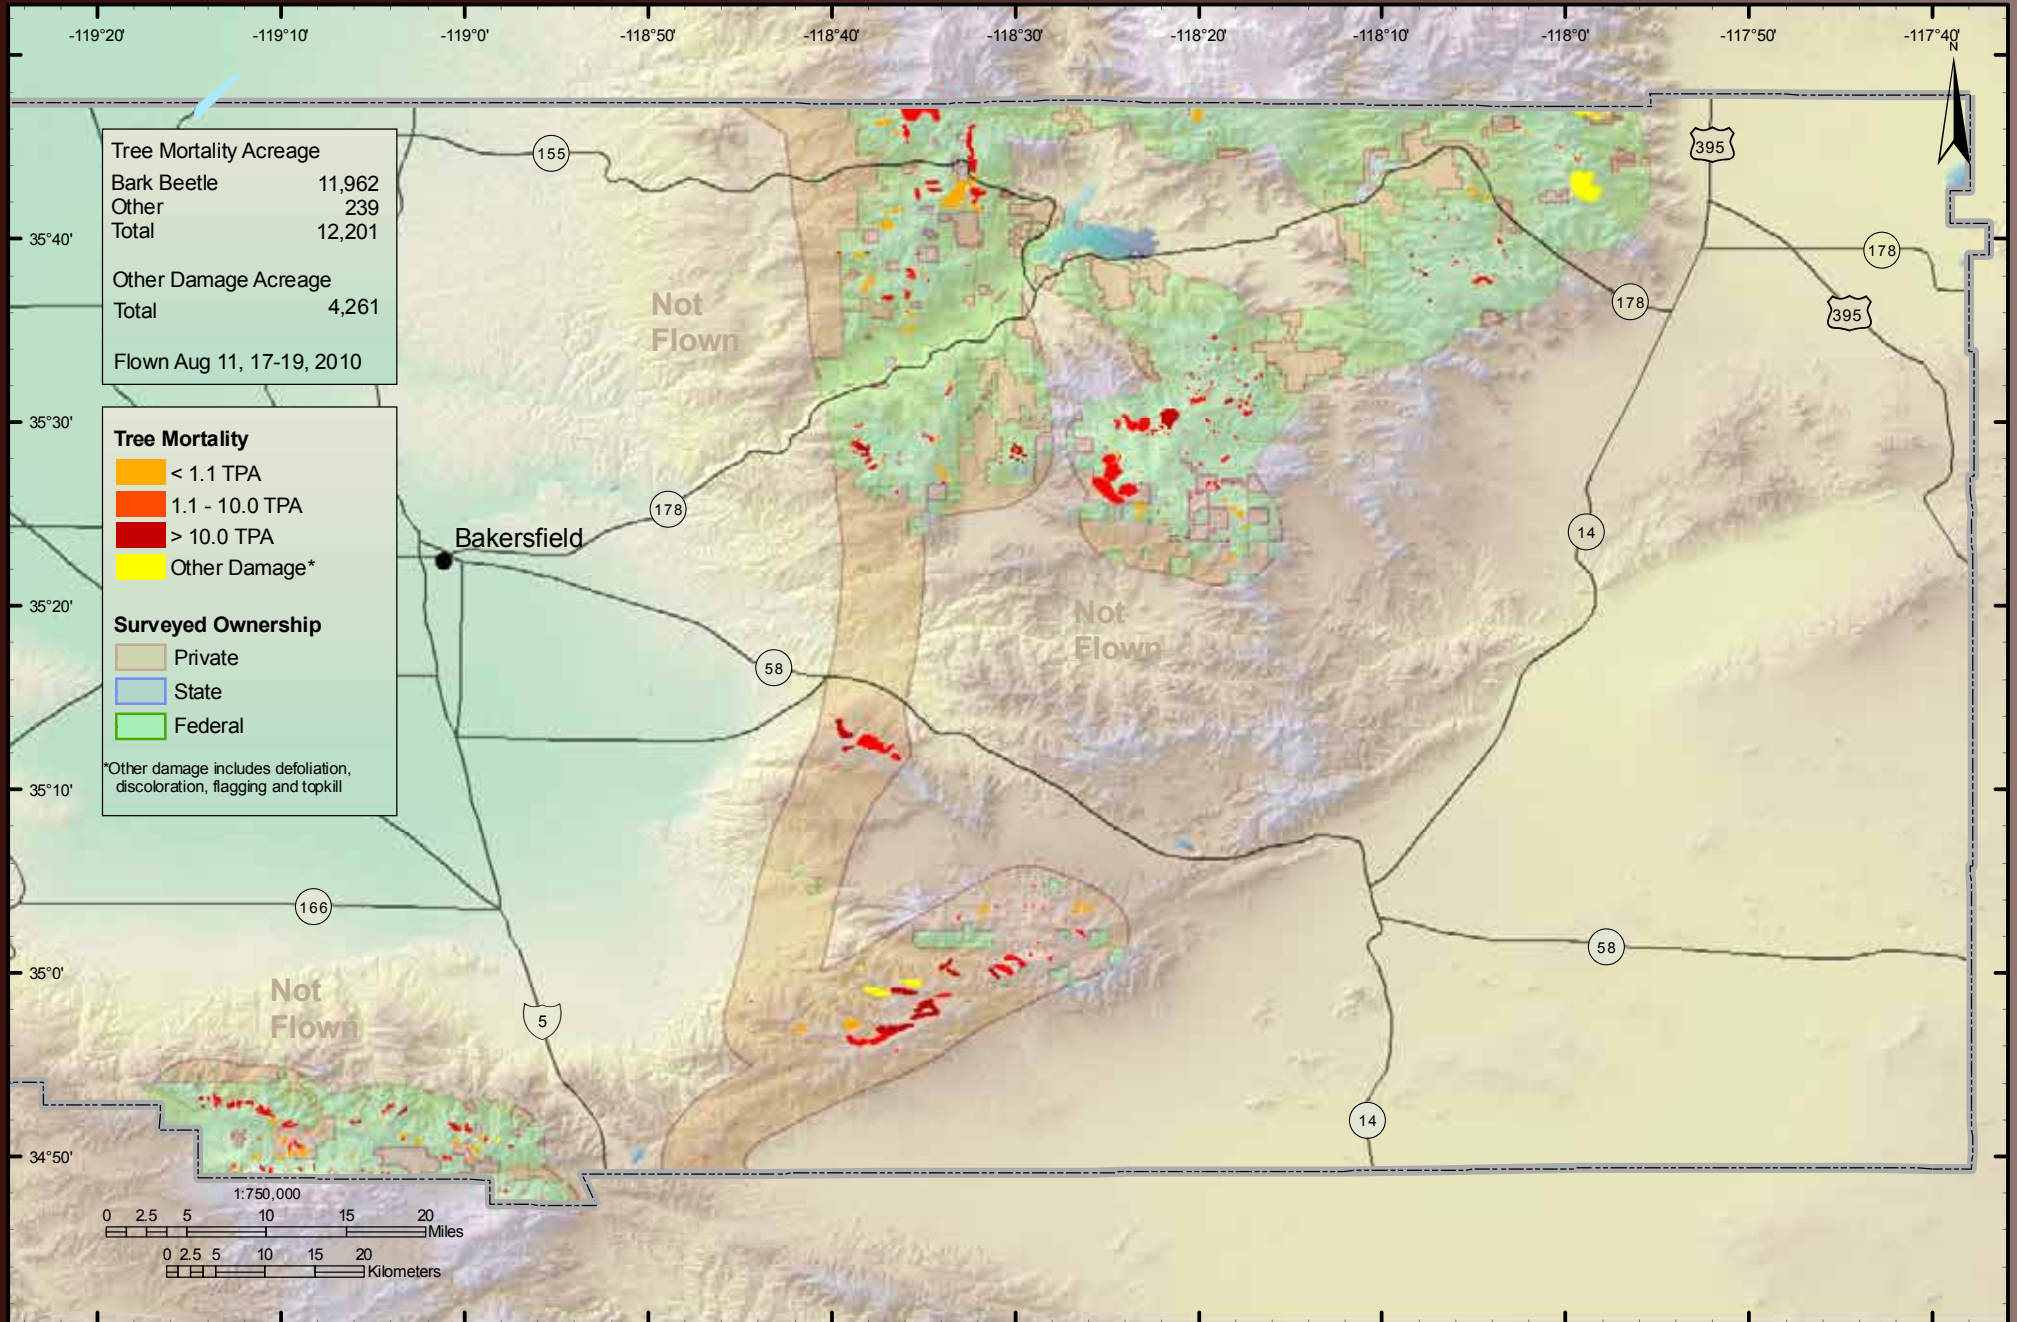 -119°20' -119°10' -119°0' -118°50' -118°40' -118°30' -118°20' -118°10' -118°0' -117°50' -117°40'
N
Tree Mortality Acreage
Bark Beetle 11,962
Other 239
Total 12,201
Other Damage Acreage
Total 4,261
Flown Aug 11, 17-19, 2010
155
395
178
178
395
35°40'
Not
Flown
35°30'
Tree Mortality
< 1.1 TPA
1.1 - 10.0 TPA
> 10.0 TPA
Other Damage*
Surveyed Ownership
Private
State
Federal
*Other damage includes defoliation,
discoloration, flagging and topkill
178
14
Bakersfield
35°20'
Not
Flown
58
35°10'
166
58
35°0'
Not
Flown
5
14
34°50'
1:750,000
0 2.5 5 10 15 20
Miles
0 2.5 5 10 15 20
Kilometers